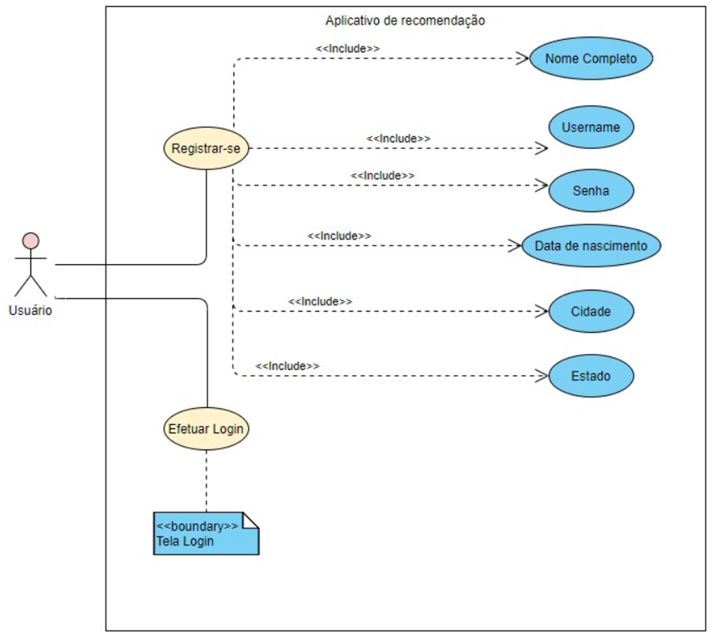 Aplicativo de recomendação
<<Include>>
Nome Completo
Username
<<Include>>
Registrar-se
<<Include>>
Senha
<<Include>>
Data de nascimento
<<Include>>
Cidade
Usuário
<<Include>>
Estado
Efetuar Login
<<boundary>>
Tela Login